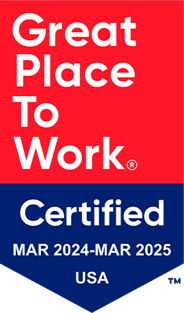 Great
Place
To
Work®
Certified
MAR 2024-MAR 2025
USA
™